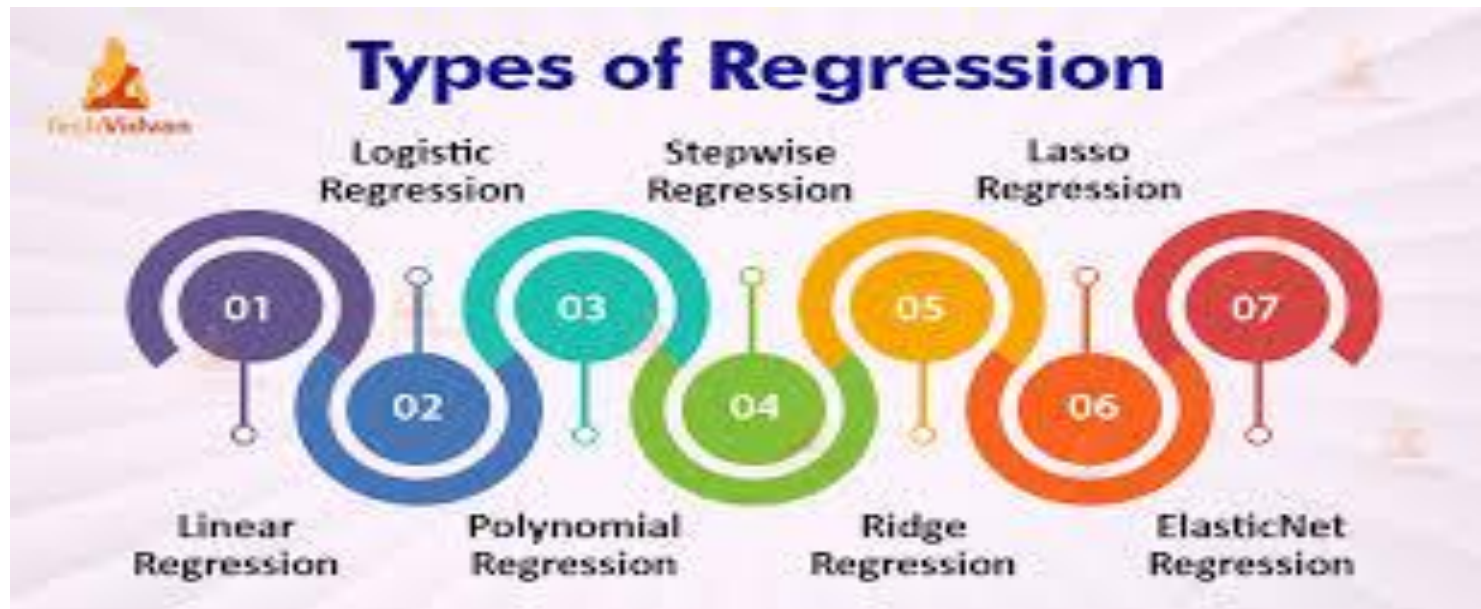 Types of Regression
TechVidvan
Logistic
Regression
Stepwise
Regression
Lasso
Regression
01
03
05
07
02
04
06
Linear
Regression
Polynomial
Regression
Ridge
Regression
ElasticNet
Regression